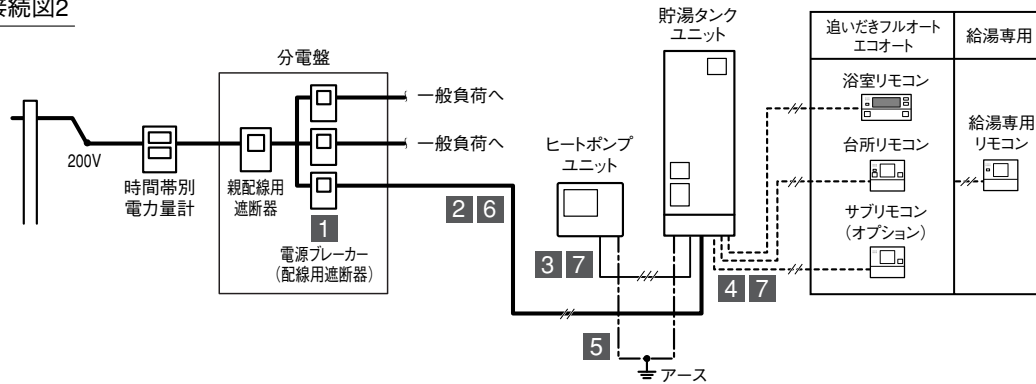 接続図2
貯湯タンク
ユニット
追いだきフルオート
エコオート
給湯専用
分電盤
浴室リモコン
一般負荷へ
一般負荷へ
ヒートポンプ
ユニット
台所リモコン
給湯専用
リモコン
200V
時間帯別
電力量計
親配線用
遮断器
1
2 6
サブリモコン
(オプション)
電源ブレーカー
(配線用遮断器)
3 7
4 7
5
アース